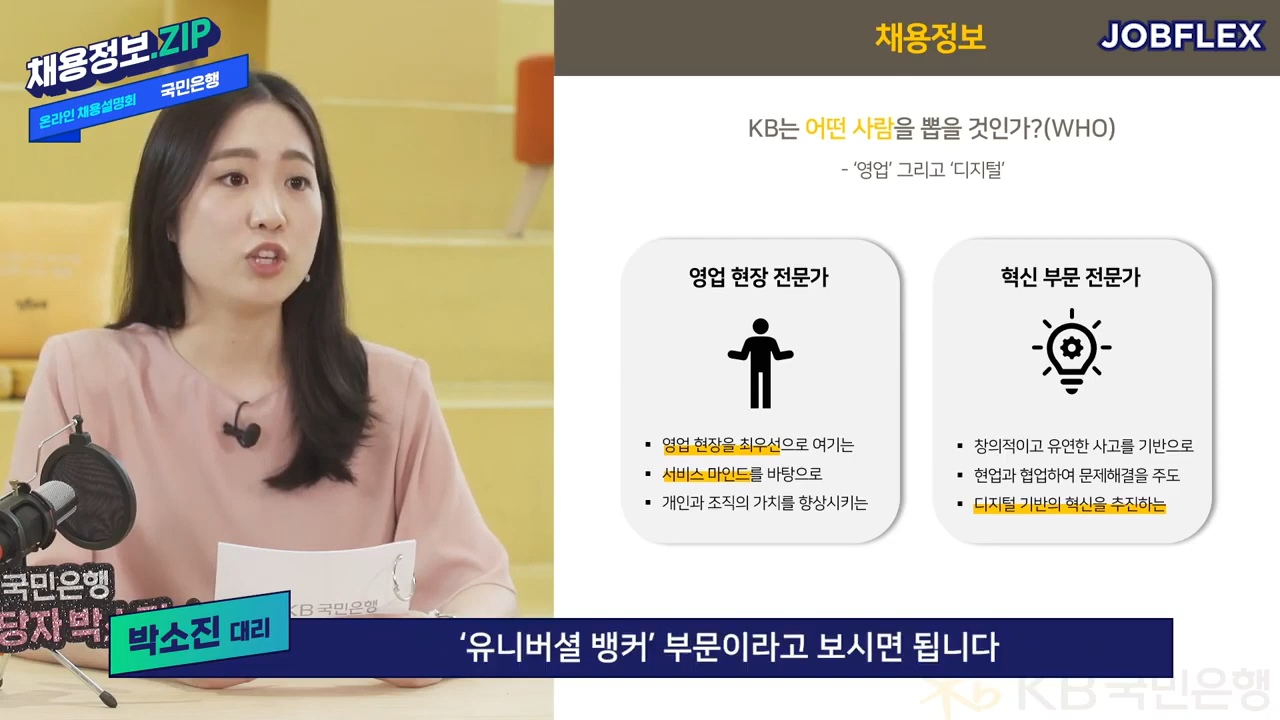 채용정보.ZIP
온라인 채용설명회 국민은행
채용정보
JOBFLEX
KB는 어떤 사람을 뽑을 것인가?(WHO)
- ‘영업’ 그리고 ‘디지털’
영업 현장 전문가
▪ 영업 현장을 최우선으로 여기는
▪ 서비스 마인드를 바탕으로
▪ 개인과 조직의 가치를 향상시키는
혁신 부문 전문가
▪ 창의적이고 유연한 사고를 기반으로
▪ 현업과 협업하여 문제해결을 주도
▪ 디지털 기반의 혁신을 추진하는
KB 국민은행
국민은행
당자 박소
박소진 대리
‘유니버셜 뱅커’ 부문이라고 보시면 됩니다
KB 국민은행